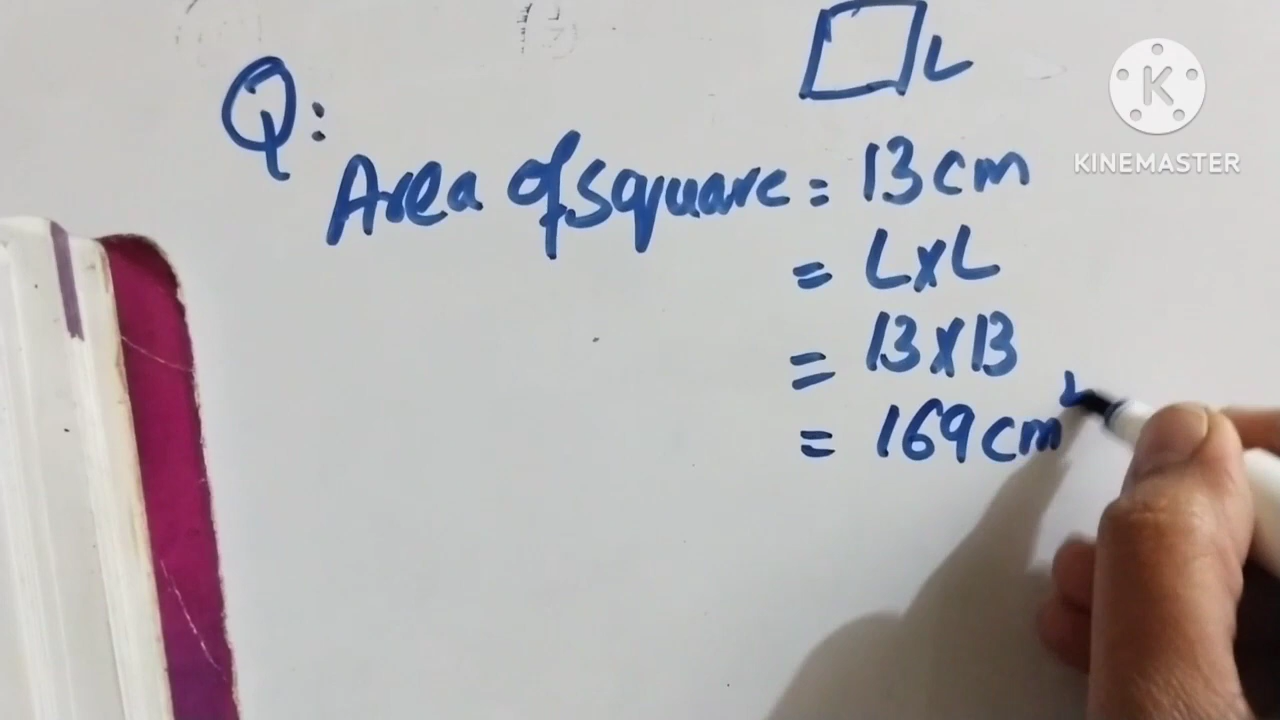 L
Q:
Area of square = 13 cm
= L x L
= 13 x 13
= 169 cm²
K
KINEMASTER